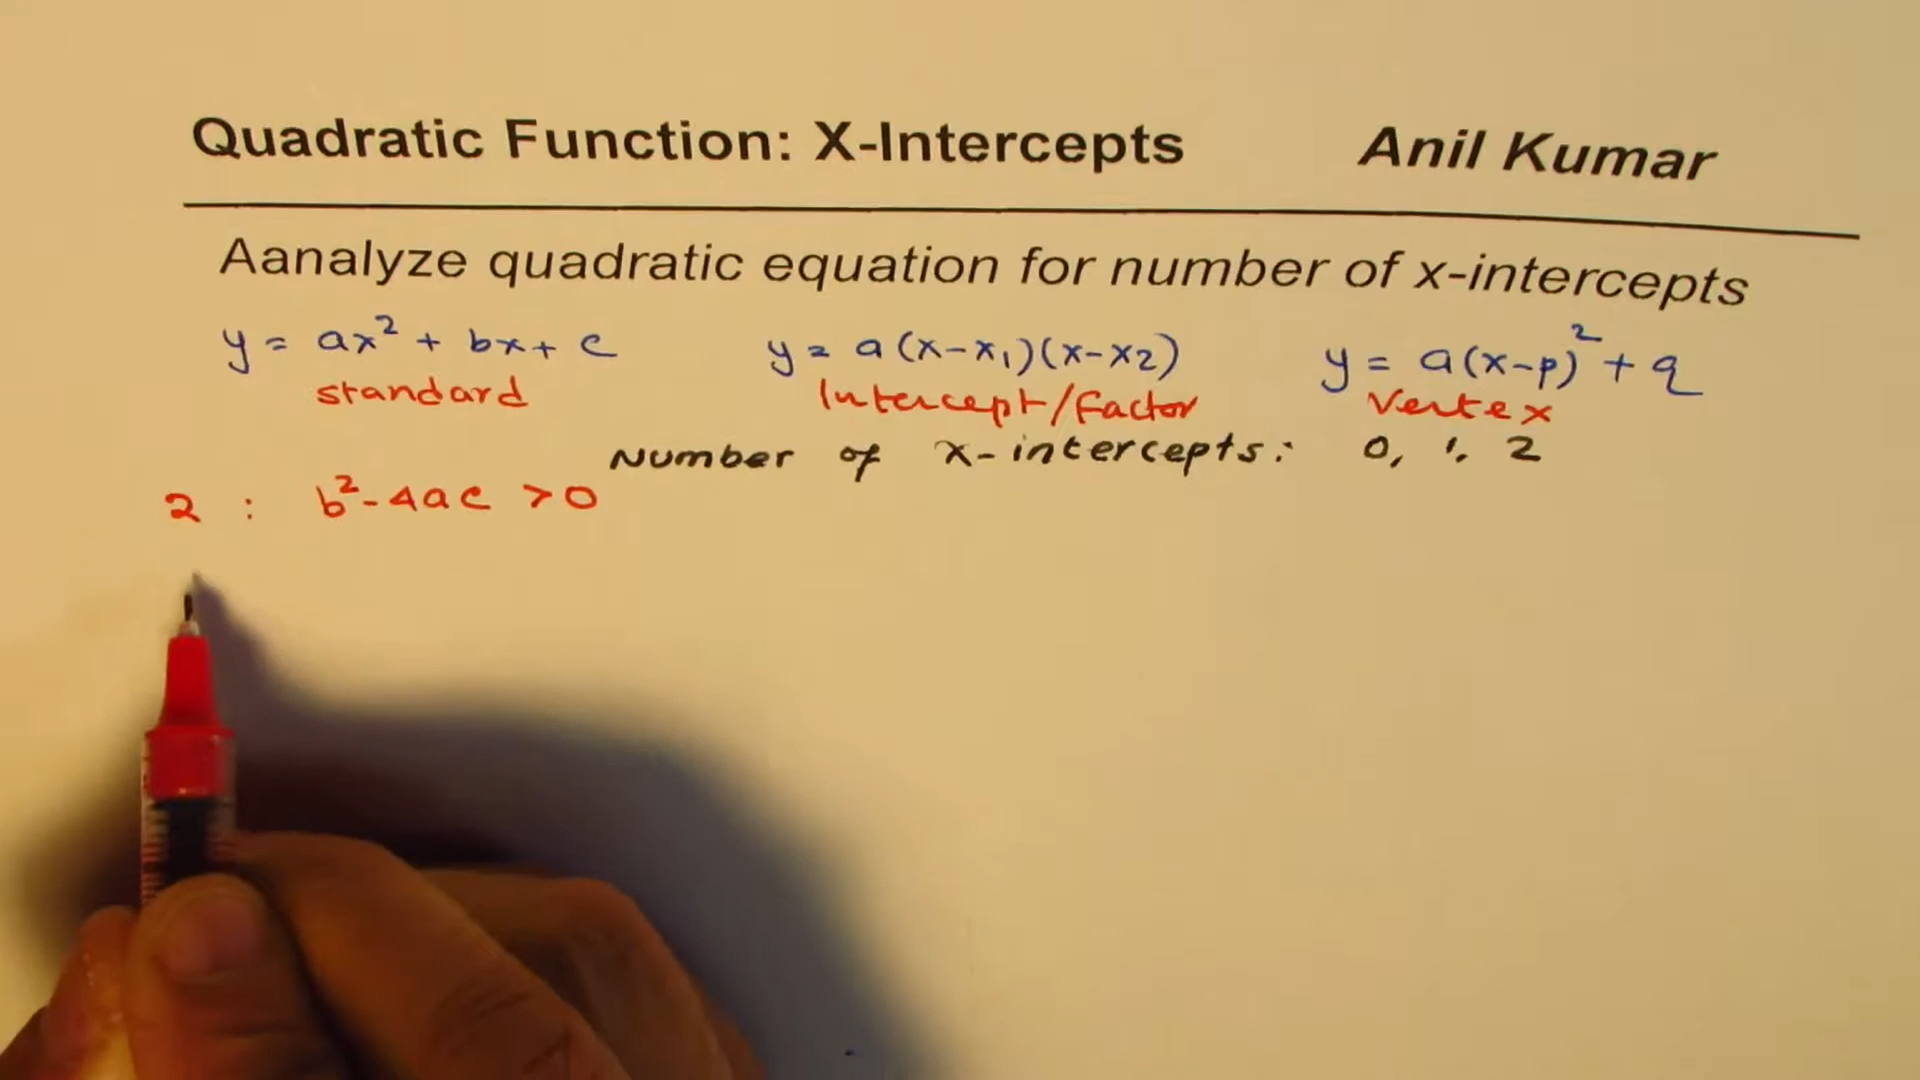 Quadratic Function: X-Intercepts Anil Kumar
Aanalyze quadratic equation for number of x-intercepts
y = ax² + bx + c y = a(x-x₁)(x-x₂) y = a(x-p)² + q
standard Intercept/Factor Vertex
Number of x-intercepts: 0, 1, 2
2 : b² - 4ac > 0